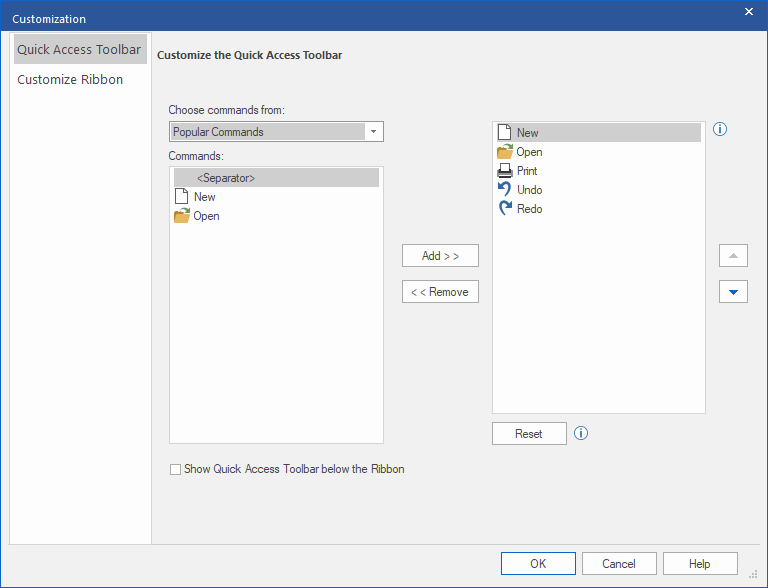 Customization
Quick Access Toolbar
Customize Ribbon
Customize the Quick Access Toolbar
Choose commands from:
Popular Commands
Commands:
<Separator>
New
Open
Add > >
< < Remove
New
Open
Print
Undo
Redo
Reset
Show Quick Access Toolbar below the Ribbon
OK
Cancel
Help